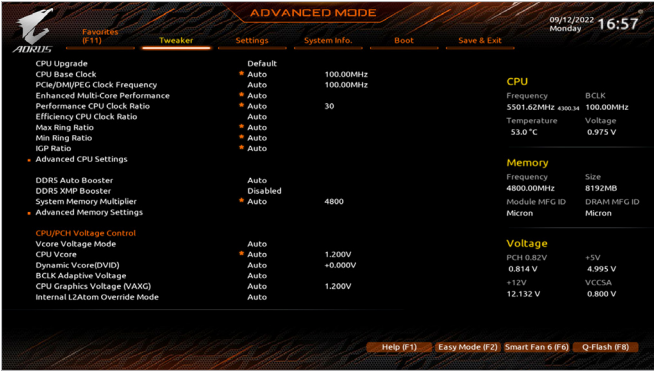 ADVANCED MODE
09/12/2022 Monday 16:57
AORUS
Favorites (F11) Tweaker Settings System Info. Boot Save & Exit
CPU Upgrade Default
CPU Base Clock * Auto 100.00MHz
PCIe/DMI/PEG Clock Frequency Auto 100.00MHz
Enhanced Multi-Core Performance * Auto
Performance CPU Clock Ratio * Auto 30
Efficiency CPU Clock Ratio Auto
Max Ring Ratio * Auto
Min Ring Ratio * Auto
IGP Ratio * Auto
Advanced CPU Settings
DDR5 Auto Booster Auto
DDR5 XMP Booster Disabled
System Memory Multiplier * Auto 4800
Advanced Memory Settings
CPU/PCH Voltage Control
Vcore Voltage Mode Auto
CPU Vcore * Auto 1.200V
Dynamic Vcore(DVID) Auto +0.000V
BCLK Adaptive Voltage Auto
CPU Graphics Voltage (VAXG) Auto 1.200V
Internal L2Atom Override Mode Auto
CPU
Frequency BCLK
5501.62MHz 4300.34 100.00MHz
Temperature Voltage
53.0 °C 0.975 V
Memory
Frequency Size
4800.00MHz 8192MB
Module MFG ID DRAM MFG ID
Micron Micron
Voltage
PCH 0.82V +5V
0.814 V 4.995 V
+12V VCCSA
12.132 V 0.800 V
Help (F1) Easy Mode (F2) Smart Fan 6 (F6) Q-Flash (F8)